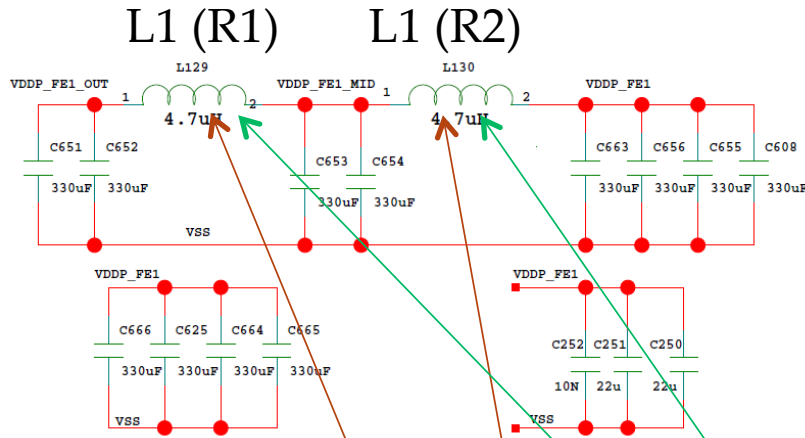 L1 (R1) L1 (R2)
L129 L130
VDDP_FE1_OUT 1 2 VDDP_FE1_MID 1 2 VDDP_FE1
4.7uH 4.7uH
C651 C652 C653 C654 C663 C656 C655 C608
330uF 330uF 330uF 330uF 330uF 330uF 330uF 330uF
VSS
VDDP_FE1 VDDP_FE1
C666 C625 C664 C665 C252 C251 C250
330uF 330uF 330uF 330uF 10N 22u 22u
VSS VSS